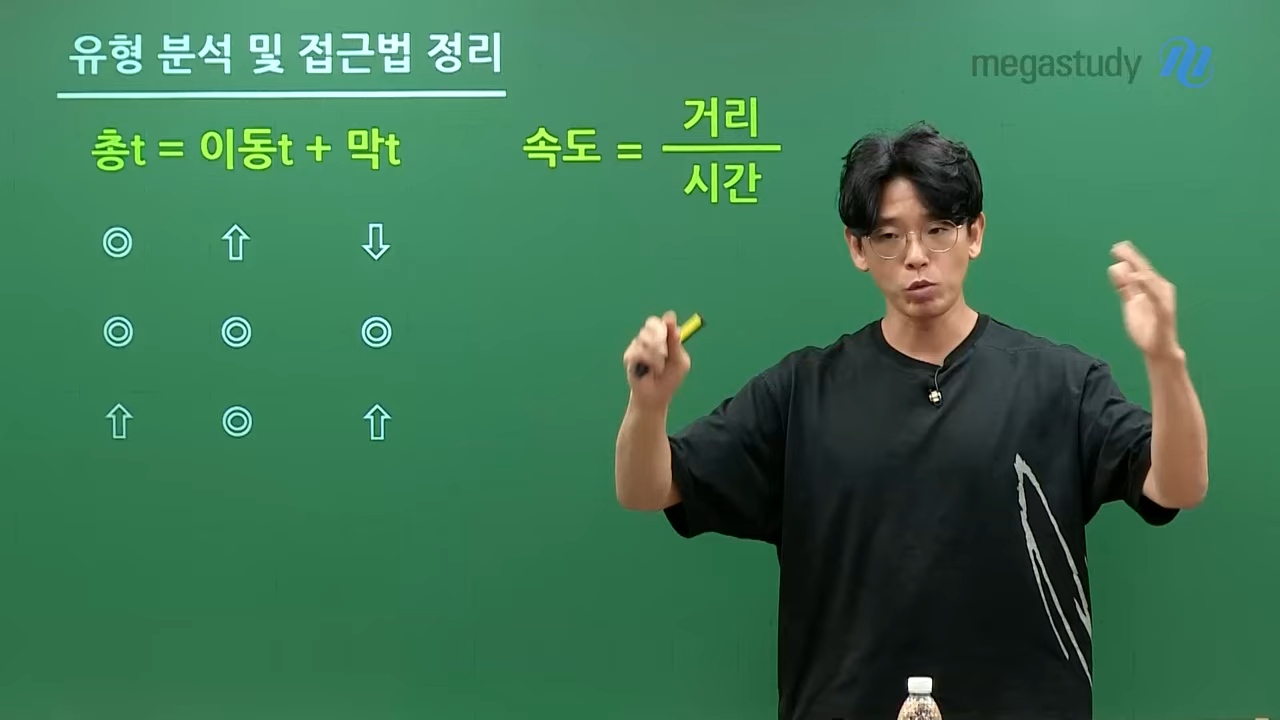 유형 분석 및 접근법 정리
megastudy
총t = 이동t + 막t
속도 = 거리 / 시간
◎ ⇧ ⇩
◎ ◎ ◎
⇧ ◎ ⇧